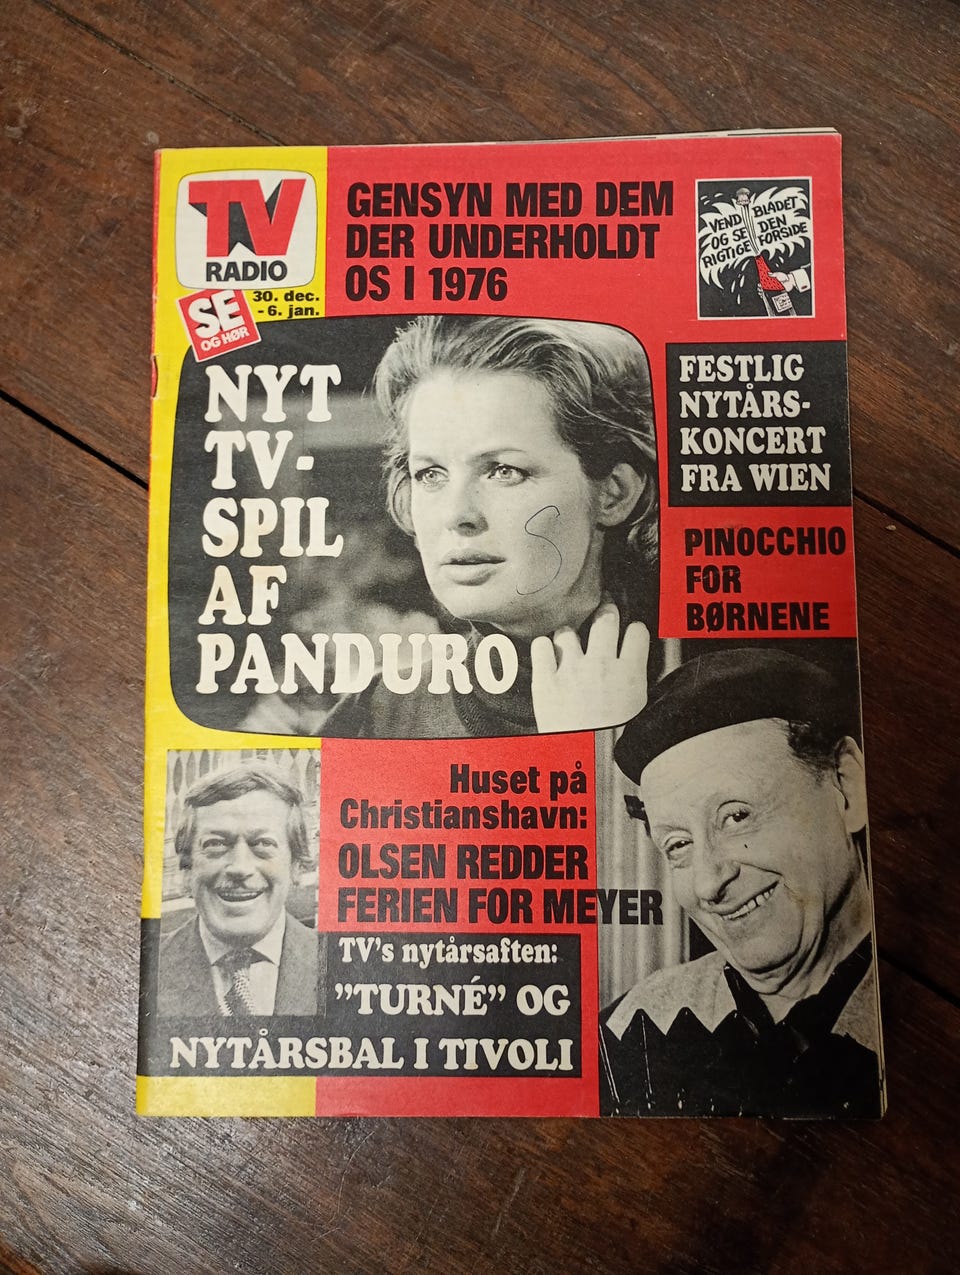 TV
RADIO
SE
OG HØR
30. dec.
- 6. jan.
GENSYN MED DEM
DER UNDERHOLDT
OS I 1976
VEND BLADET
OG SE DEN
RIGTIGE FORSIDE
NYT
TV-
SPIL
AF
PANDURO
S
FESTLIG
NYTÅRS-
KONCERT
FRA WIEN
PINOCCHIO
FOR
BØRNENE
Huset på
Christianshavn:
OLSEN REDDER
FERIEN FOR MEYER
TV's nytårsaften:
"TURNÉ" OG
NYTÅRSBAL I TIVOLI